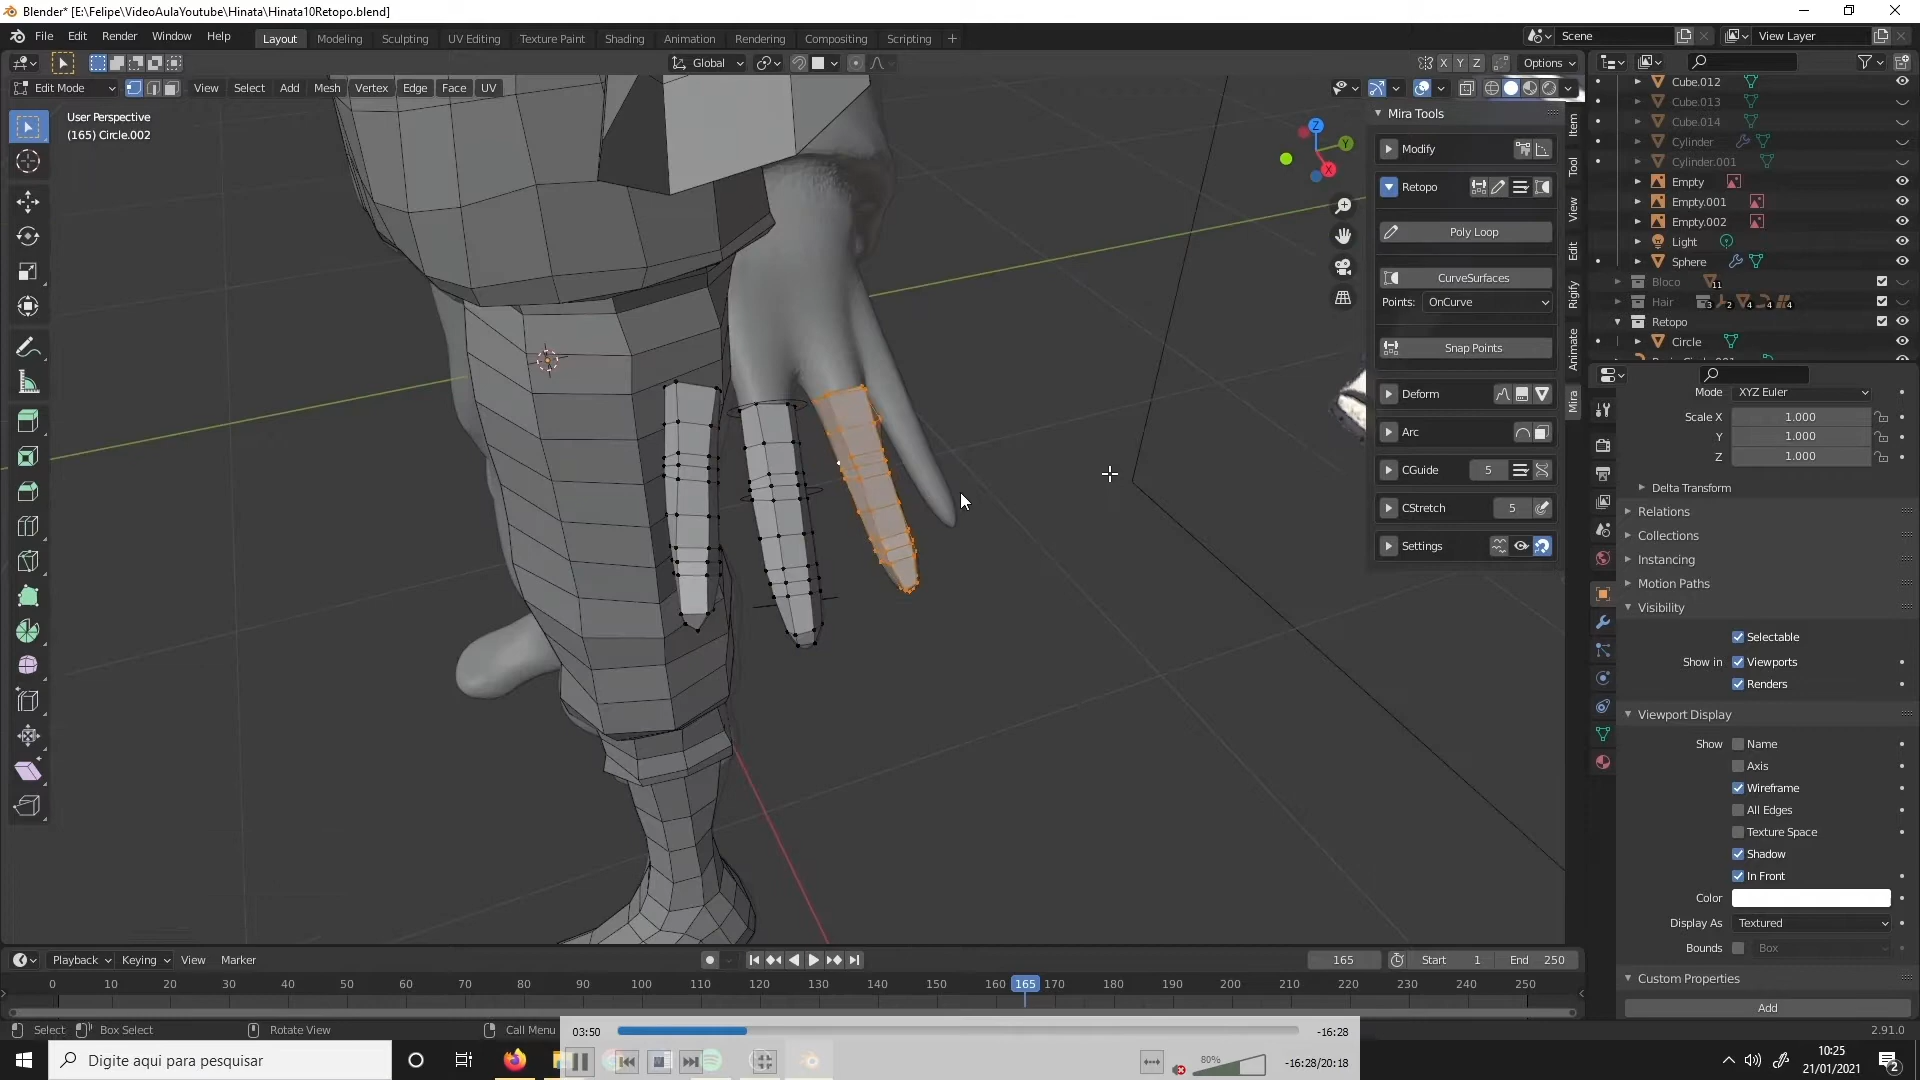 Blender* [E:\Felipe\VideoAulaYoutube\Hinata\Hinata10Retopo.blend]
File Edit Render Window Help Layout Modeling Sculpting UV Editing Texture Paint Shading Animation Rendering Compositing Scripting + Scene View Layer
Global X Y Z Options
Edit Mode View Select Add Mesh Vertex Edge Face UV
User Perspective
(165) Circle.002
Z
Y
X
Mira Tools
Modify
Retopo
Poly Loop
CurveSurfaces
Points: OnCurve
Snap Points
Deform
Arc
CGuide 5
CStretch 5
Settings
Item
Tool
View
Edit
Rigify
Animate
Mira
Cube.012
Cube.013
Cube.014
Cylinder
Cylinder.001
Empty
Empty.001
Empty.002
Light
Sphere
Bloco 11
Hair 3 2 4 4 4
Retopo
Circle
Mode XYZ Euler
Scale X 1.000
Y 1.000
Z 1.000
Delta Transform
Relations
Collections
Instancing
Motion Paths
Visibility
Selectable
Show in Viewports
Renders
Viewport Display
Show Name
Axis
Wireframe
All Edges
Texture Space
Shadow
In Front
Color
Display As Textured
Bounds Box
Custom Properties
Add
Playback Keying View Marker 165 Start 1 End 250
0 10 20 30 40 50 60 70 80 90 100 110 120 130 140 150 160 165 170 180 190 200 210 220 230 240 250
Select Box Select Rotate View Call Menu 2.91.0
03:50 -16:28
80% -16:28/20:18
Digite aqui para pesquisar
10:25
21/01/2021
2